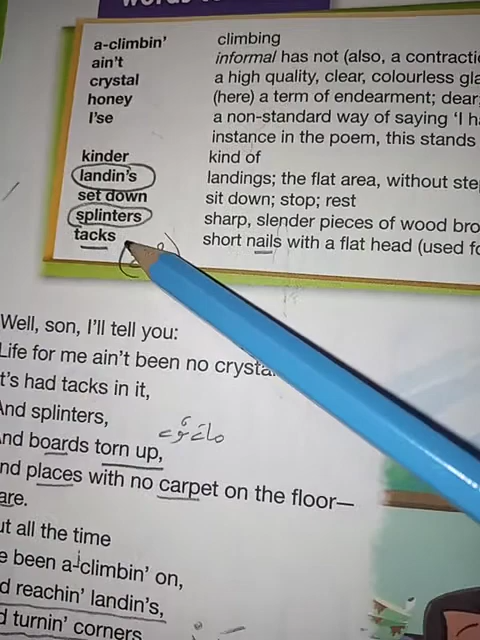 words to
a-climbin' climbing
ain't informal has not (also, a contracti
crystal a high quality, clear, colourless gla
honey (here) a term of endearment; dear,
I'se a non-standard way of saying 'I h
instance in the poem, this stands
kinder kind of
landin's landings; the flat area, without ste
set down sit down; stop; rest
splinters sharp, slender pieces of wood bro
tacks short nails with a flat head (used fo
Well, son, I'll tell you:
Life for me ain't been no crysta
t's had tacks in it,
And splinters,
nd boards torn up,
nd places with no carpet on the floor—
are.
ut all the time
e been a-climbin' on,
d reachin' landin's,
d turnin' corners